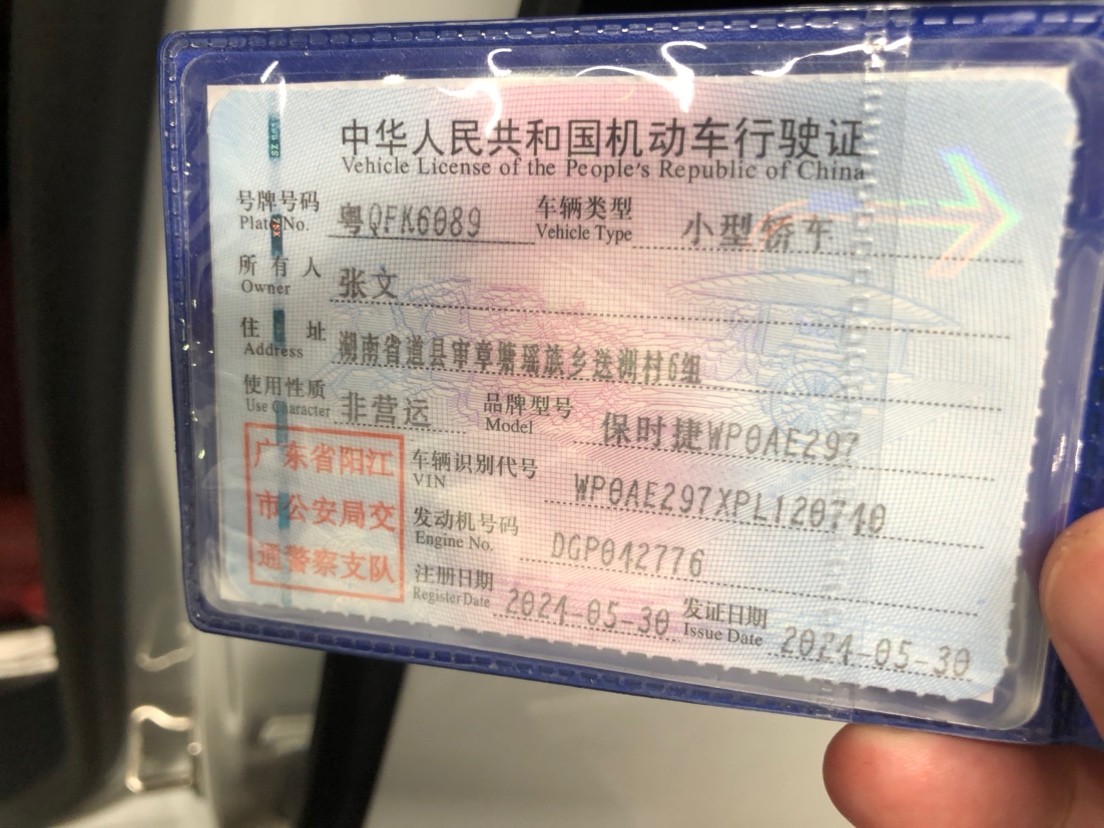 中华人民共和国机动车行驶证
Vehicle License of the People's Republic of China
号牌号码 粤QFK6089 车辆类型 小型轿车
Plate No. Vehicle Type
所有人 张文
Owner
住址 湖南省道县审章塘瑶族乡送洲村6组
Address
使用性质 非营运 品牌型号 保时捷WP0AE297
Use Character Model
广东省阳江
市公安局交
通警察支队
车辆识别代号 WP0AE297XPL120740
VIN
发动机号码 DGP042776
Engine No.
注册日期 2024-05-30 发证日期 2024-05-30
Register Date Issue Date